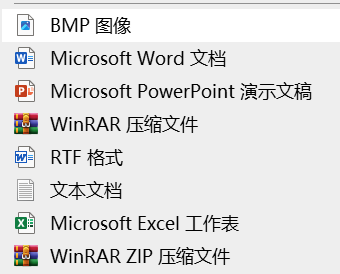 BMP 图像
Microsoft Word 文档
Microsoft PowerPoint 演示文稿
WinRAR 压缩文件
RTF 格式
文本文档
Microsoft Excel 工作表
WinRAR ZIP 压缩文件